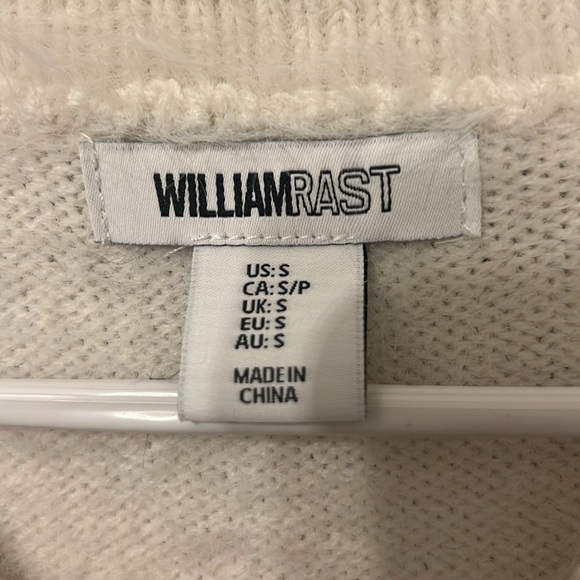 WILLIAMRAST
US: S
CA: S/P
UK: S
EU: S
AU: S
MADE IN
CHINA